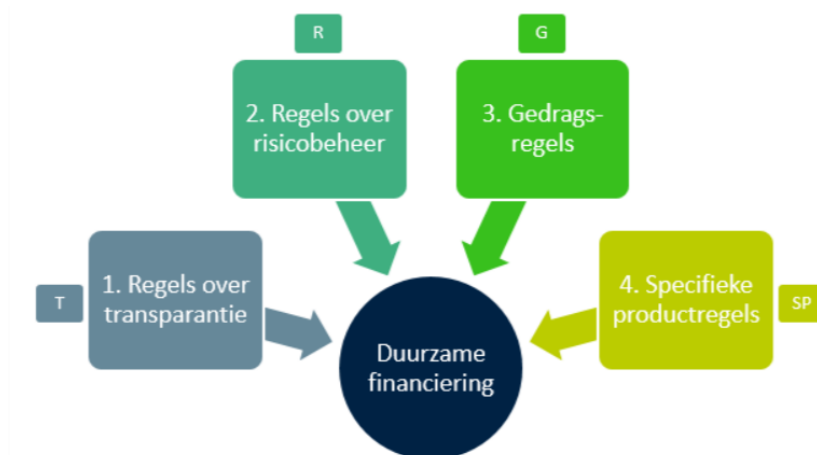 R
G
2. Regels over
risicobeheer
3. Gedrags-
regels
T
1. Regels over
transparantie
4. Specifieke
productregels
SP
Duurzame
financiering